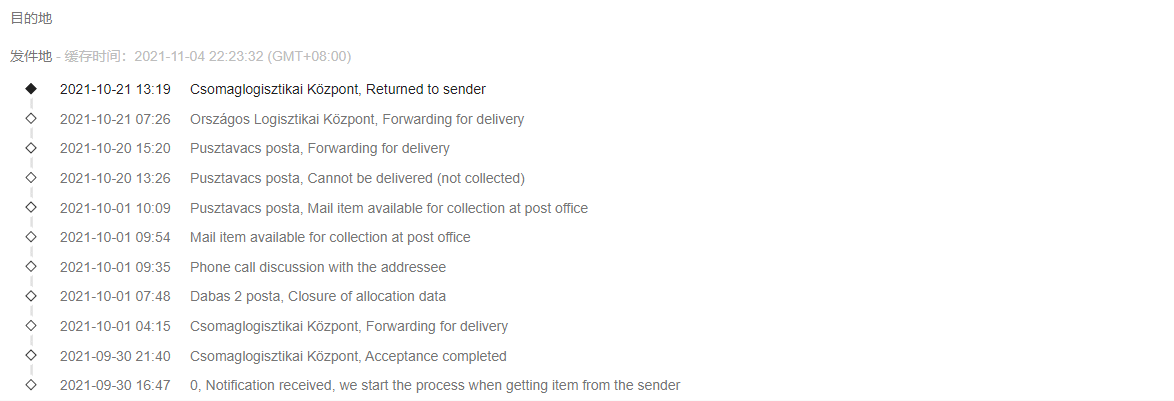 目的地
发件地 - 缓存时间：2021-11-04 22:23:32 (GMT+08:00)
2021-10-21 13:19 Csomaglogisztikai Központ, Returned to sender
2021-10-21 07:26 Országos Logisztikai Központ, Forwarding for delivery
2021-10-20 15:20 Pusztavacs posta, Forwarding for delivery
2021-10-20 13:26 Pusztavacs posta, Cannot be delivered (not collected)
2021-10-01 10:09 Pusztavacs posta, Mail item available for collection at post office
2021-10-01 09:54 Mail item available for collection at post office
2021-10-01 09:35 Phone call discussion with the addressee
2021-10-01 07:48 Dabas 2 posta, Closure of allocation data
2021-10-01 04:15 Csomaglogisztikai Központ, Forwarding for delivery
2021-09-30 21:40 Csomaglogisztikai Központ, Acceptance completed
2021-09-30 16:47 0, Notification received, we start the process when getting item from the sender